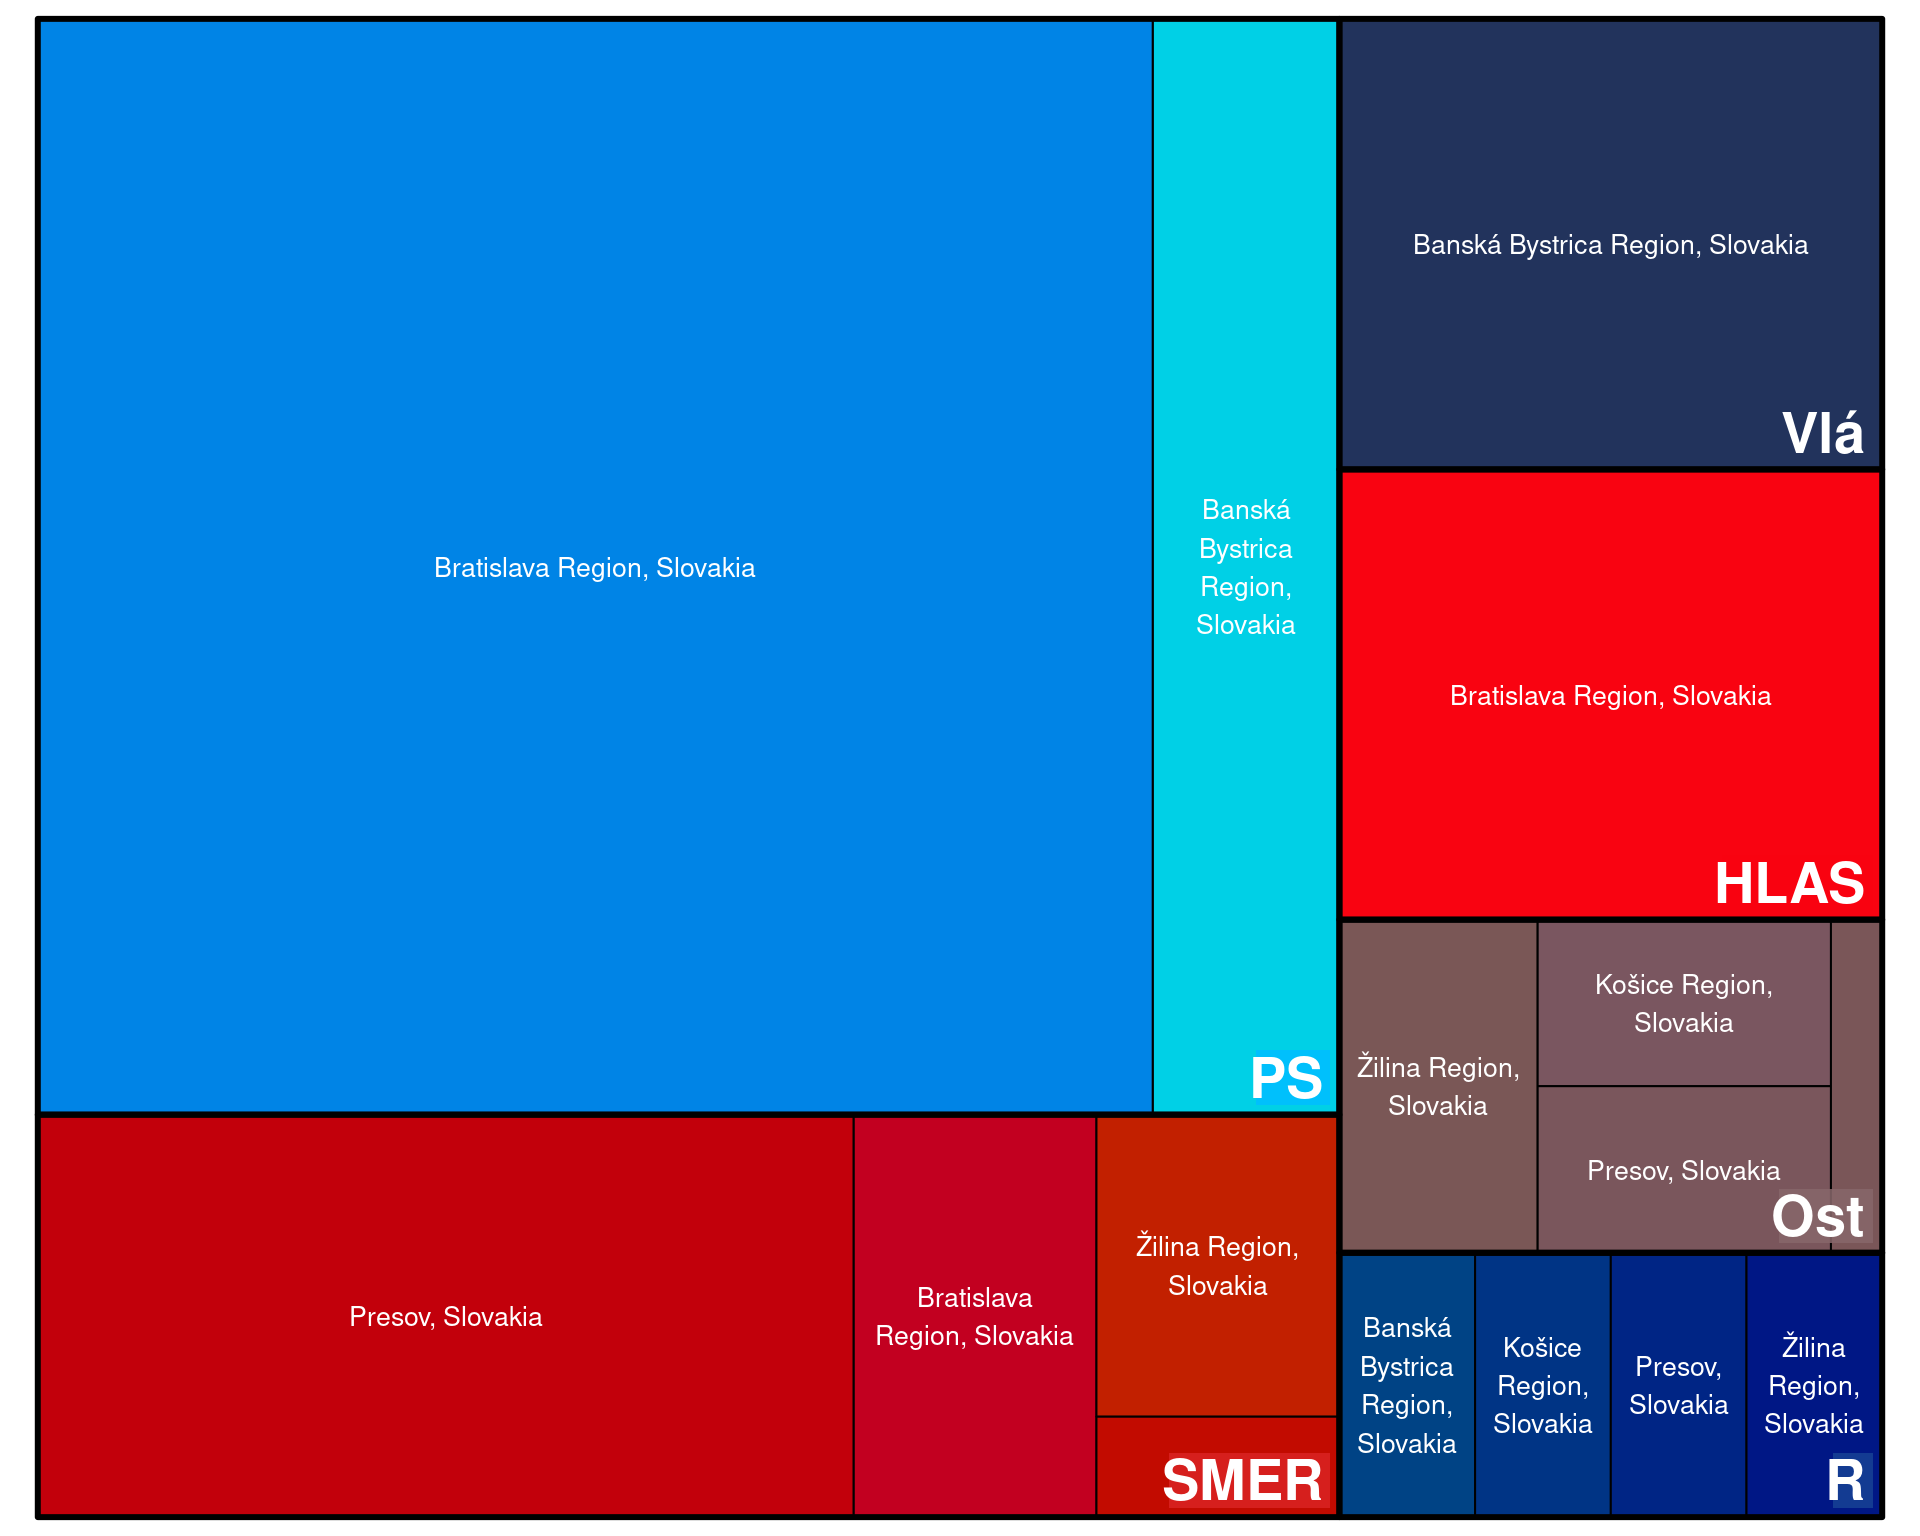 Bratislava Region, Slovakia
Banská
Bystrica
Region,
Slovakia
PS
Presov, Slovakia
Bratislava
Region, Slovakia
Žilina Region,
Slovakia
SMER
Banská Bystrica Region, Slovakia
Vlá
Bratislava Region, Slovakia
HLAS
Žilina Region,
Slovakia
Košice Region,
Slovakia
Presov, Slovakia
Ost
Banská
Bystrica
Region,
Slovakia
Košice
Region,
Slovakia
Presov,
Slovakia
Žilina
Region,
Slovakia
R